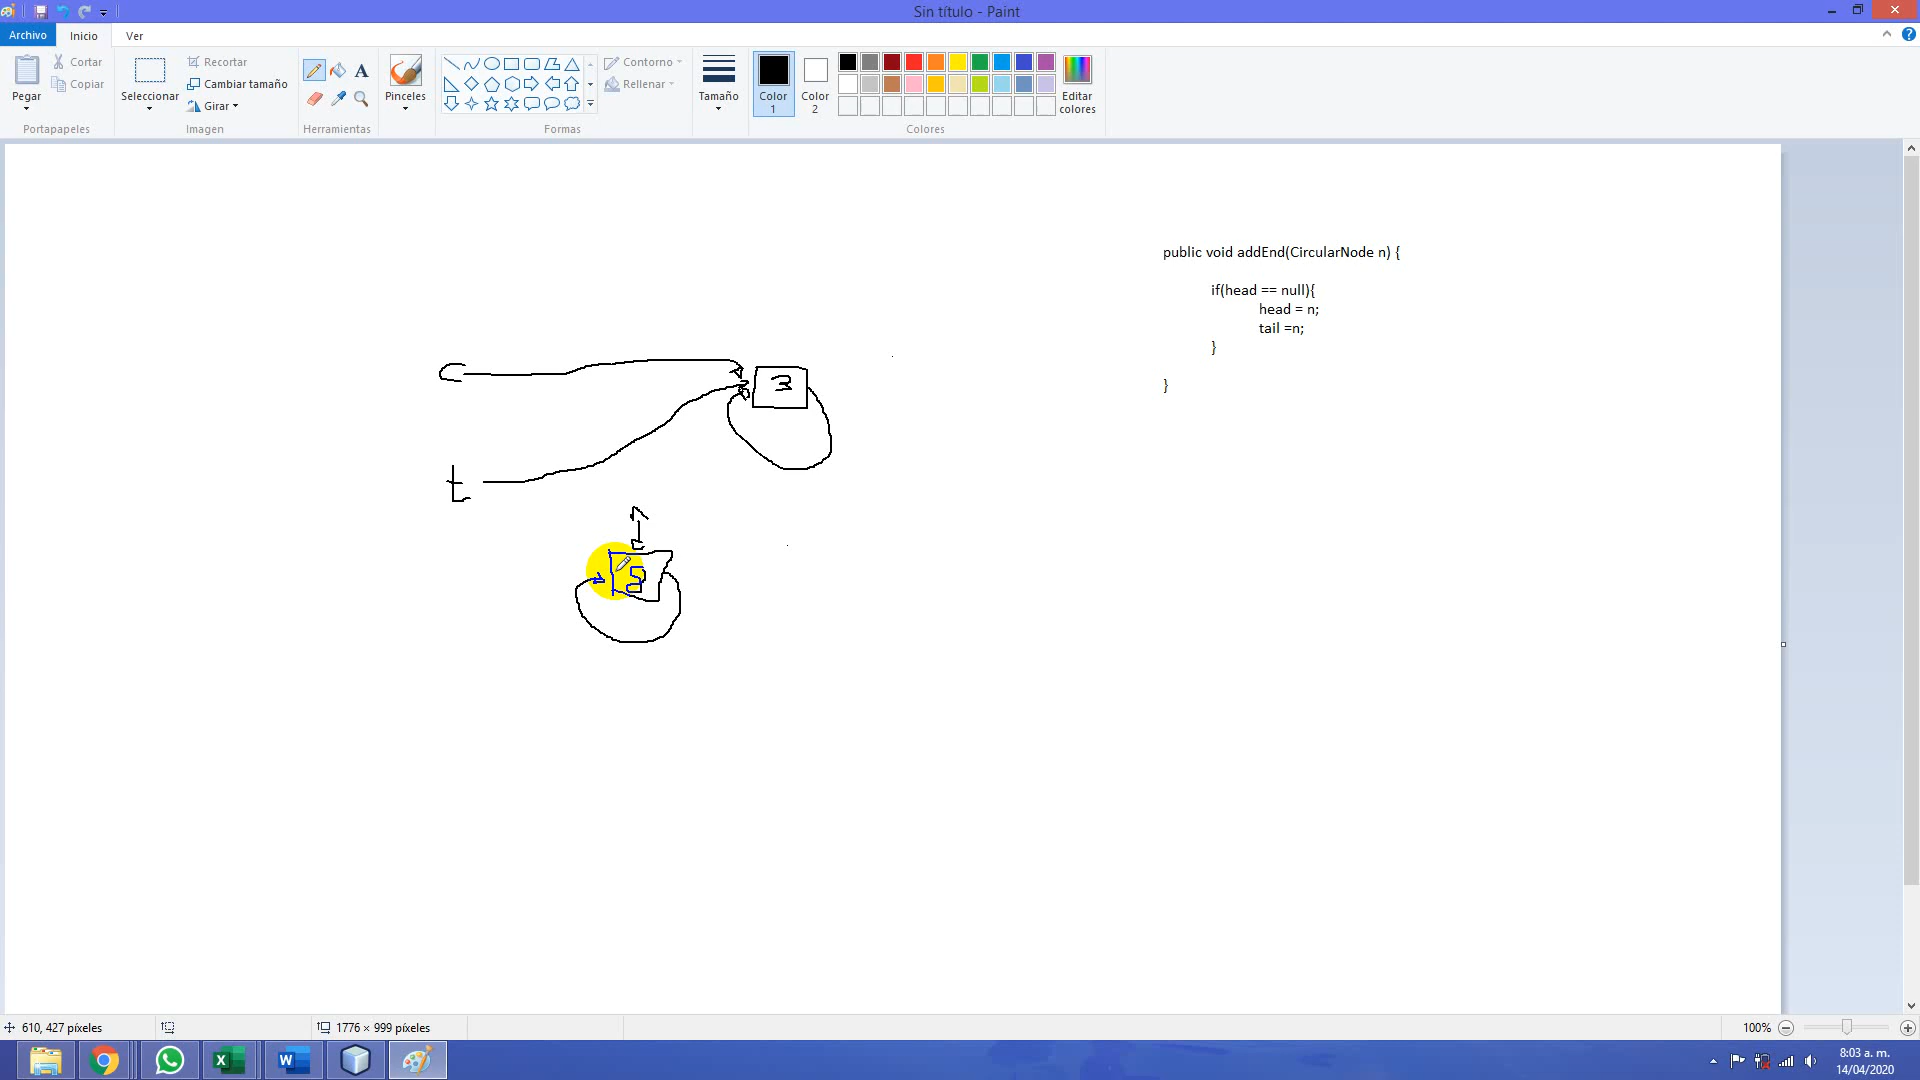 Sin título - Paint
Archivo
Inicio
Ver
Pegar
Cortar
Copiar
Portapapeles
Seleccionar
Recortar
Cambiar tamaño
Girar
Imagen
A
Herramientas
Pinceles
Contorno
Rellenar
Formas
Tamaño
Color 1
Color 2
Editar colores
Colores
public void addEnd(CircularNode n) {
if(head == null){
head = n;
tail =n;
}
}
C
3
t
5
610, 427 píxeles
1776 × 999 píxeles
100%
8:03 a. m.
14/04/2020